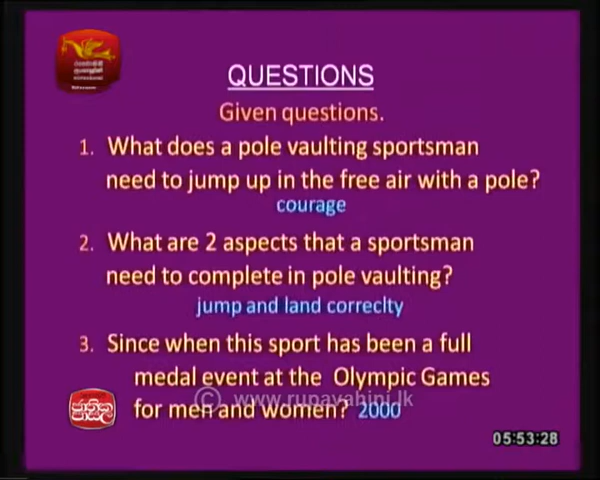 QUESTIONS
Given questions.
1. What does a pole vaulting sportsman
need to jump up in the free air with a pole?
courage
2. What are 2 aspects that a sportsman
need to complete in pole vaulting?
jump and land correclty
3. Since when this sport has been a full
medal event at the Olympic Games
for men and women? 2000
© www.rupavahini.lk
05:53:28